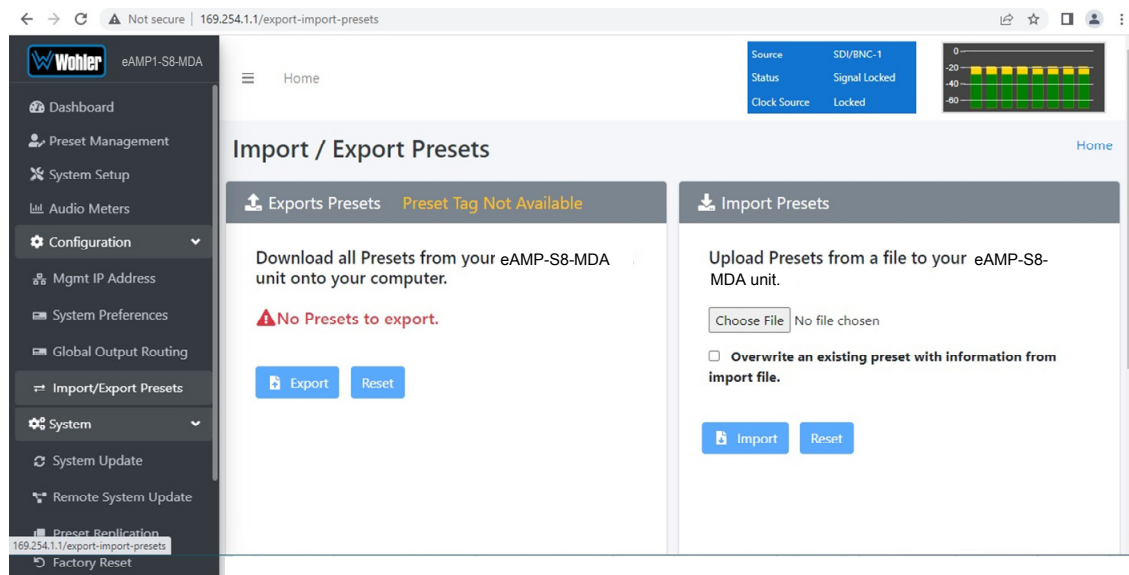 Not secure | 169.254.1.1/export-import-presets
Wohler eAMP1-S8-MDA
Dashboard
Preset Management
System Setup
Audio Meters
Configuration
Mgmt IP Address
System Preferences
Global Output Routing
Import/Export Presets
System
System Update
Remote System Update
Preset Replication
169.254.1.1/export-import-presets
Factory Reset
Home
Source SDI/BNC-1
Status Signal Locked
Clock Source Locked
0
-20
-40
-60
Import / Export Presets
Home
Exports Presets Preset Tag Not Available
Download all Presets from your eAMP-S8-MDA
unit onto your computer.
No Presets to export.
Export Reset
Import Presets
Upload Presets from a file to your eAMP-S8-
MDA unit.
Choose File No file chosen
Overwrite an existing preset with information from
import file.
Import Reset